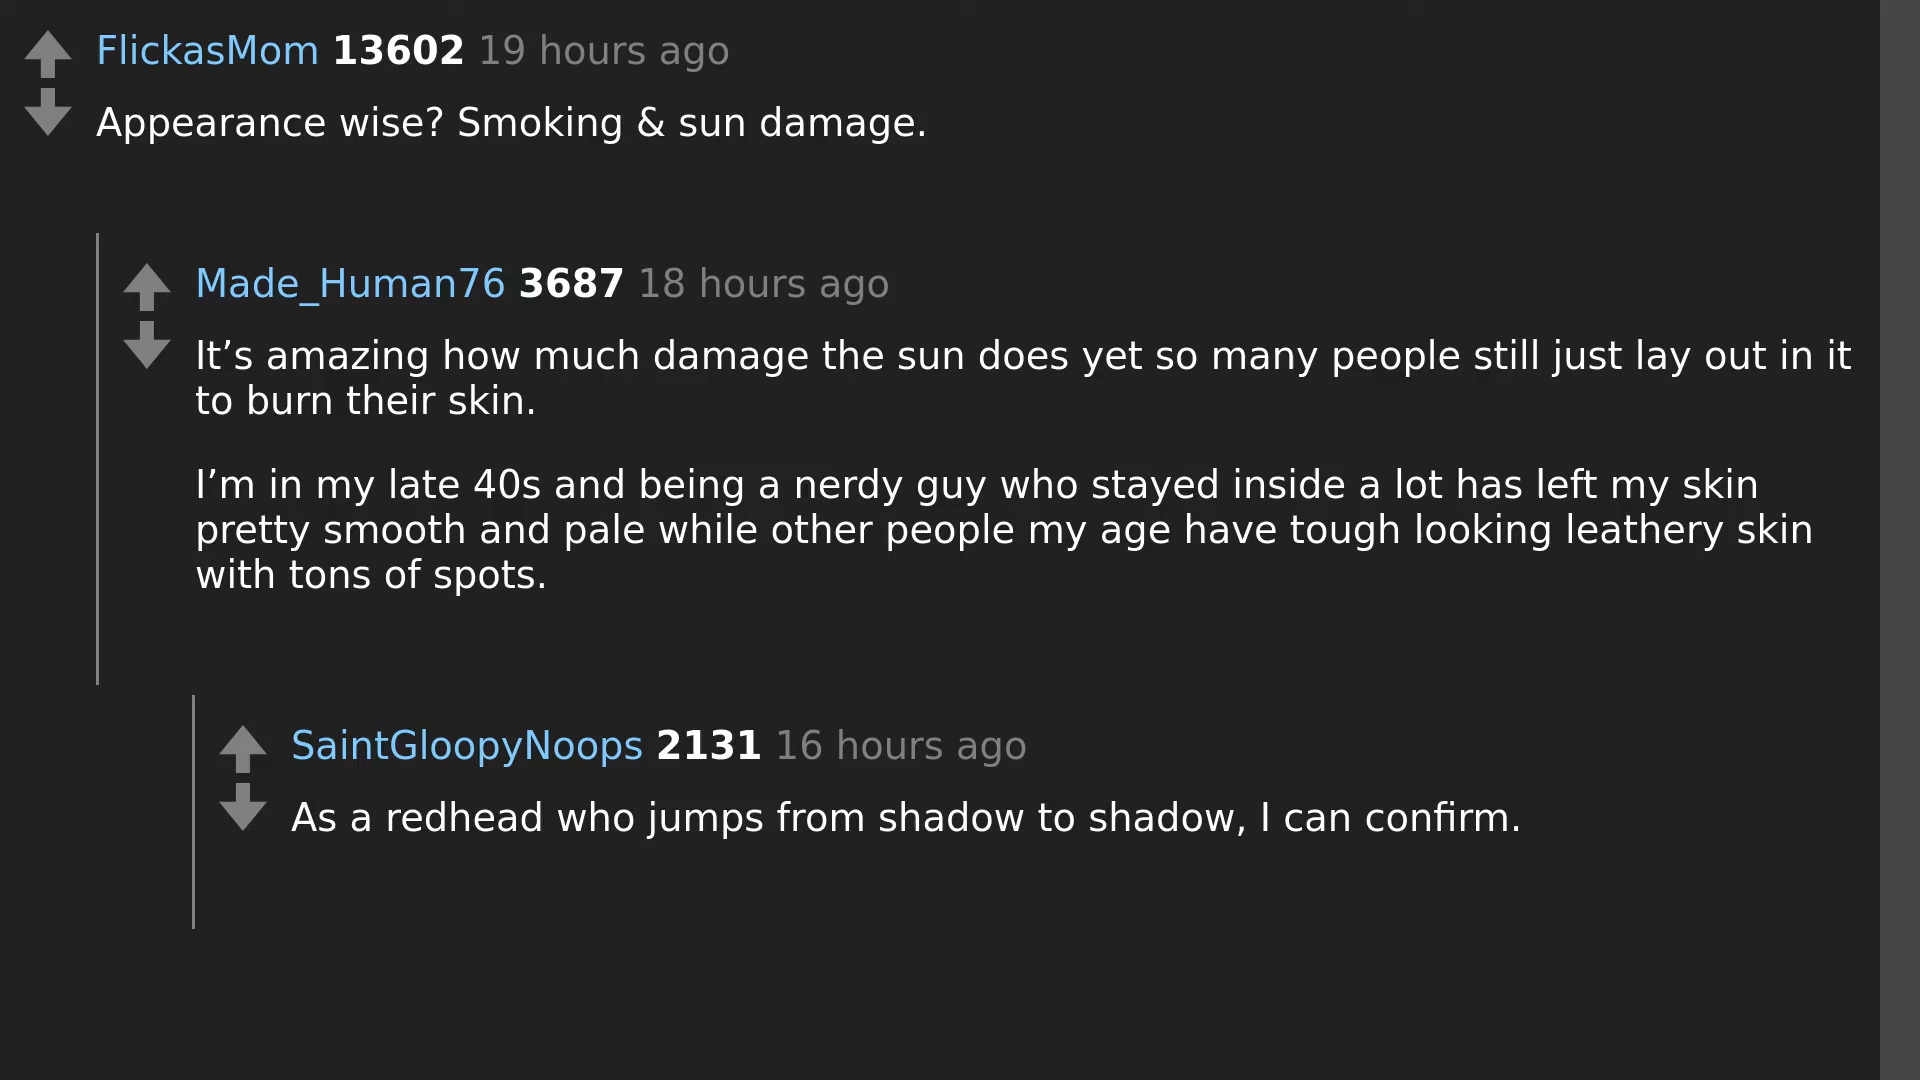 FlickasMom 13602 19 hours ago
Appearance wise? Smoking & sun damage.
Made_Human76 3687 18 hours ago
It’s amazing how much damage the sun does yet so many people still just lay out in it
to burn their skin.
I’m in my late 40s and being a nerdy guy who stayed inside a lot has left my skin
pretty smooth and pale while other people my age have tough looking leathery skin
with tons of spots.
SaintGloopyNoops 2131 16 hours ago
As a redhead who jumps from shadow to shadow, I can confirm.